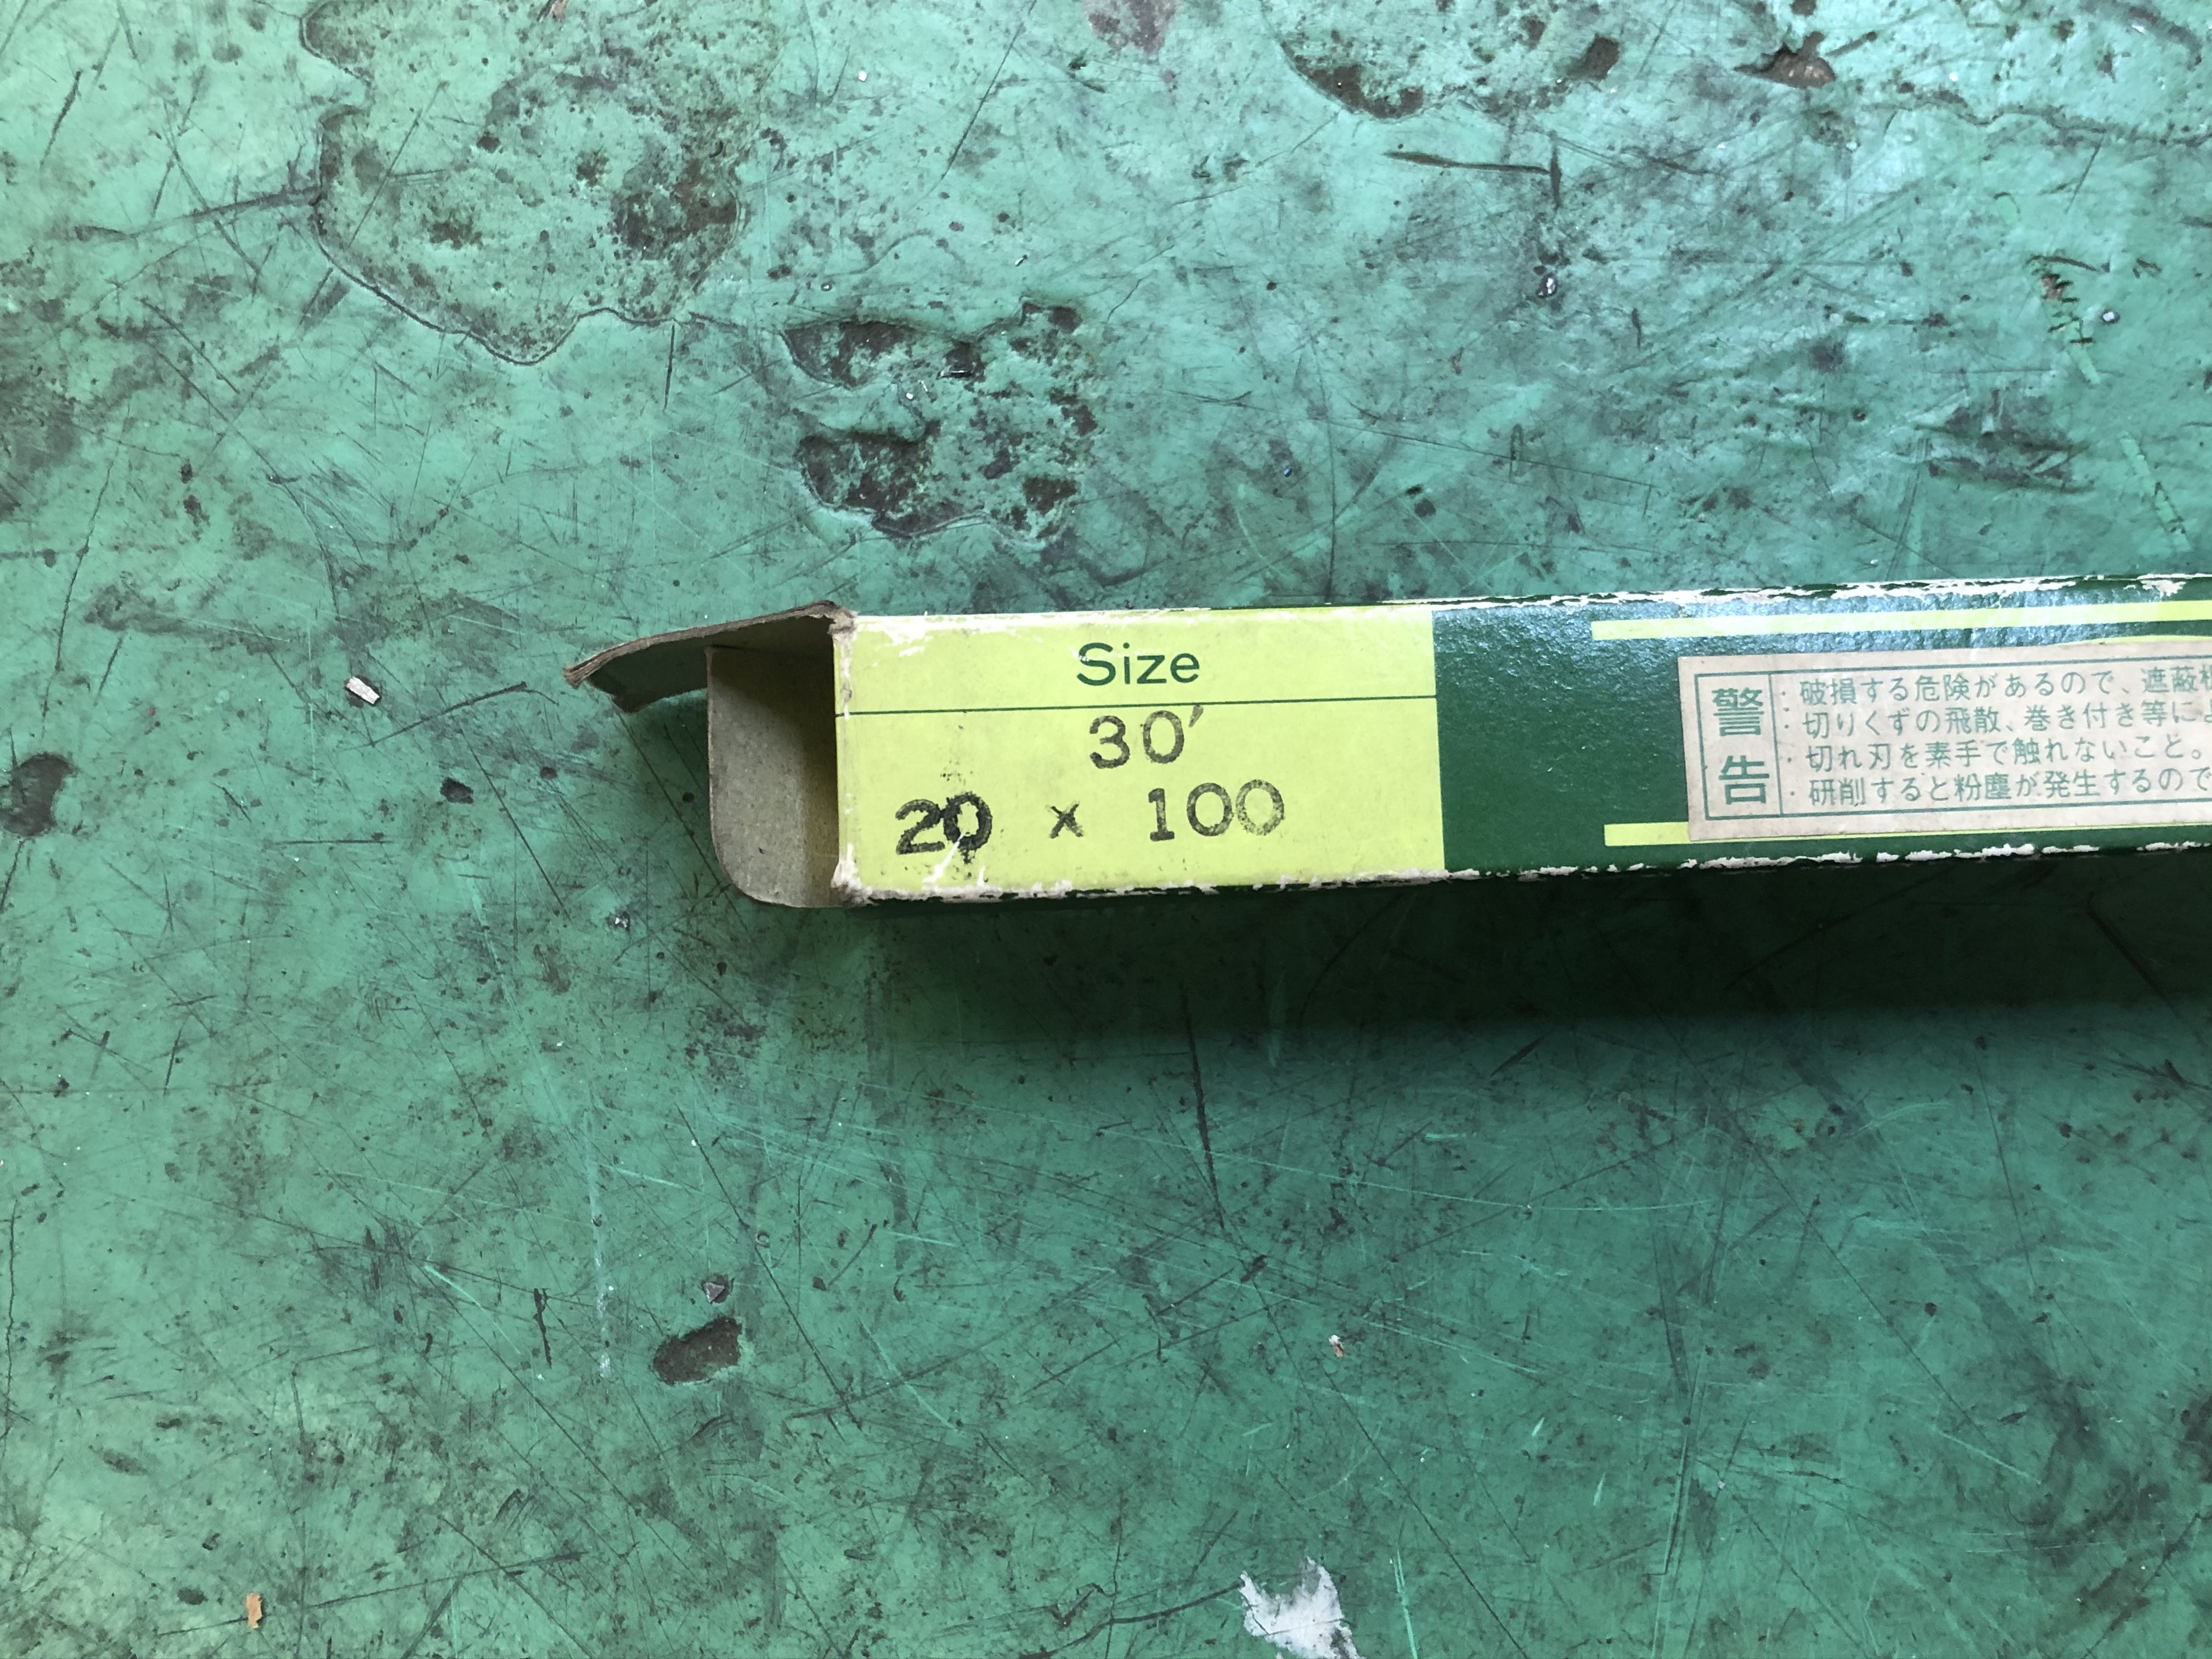 Size
30′
20 x 100
警告
・破損する危険があるので、遮蔽
・切りくずの飛散、巻き付き等に
・切れ刃を素手で触れないこと。
・研削すると粉塵が発生するので